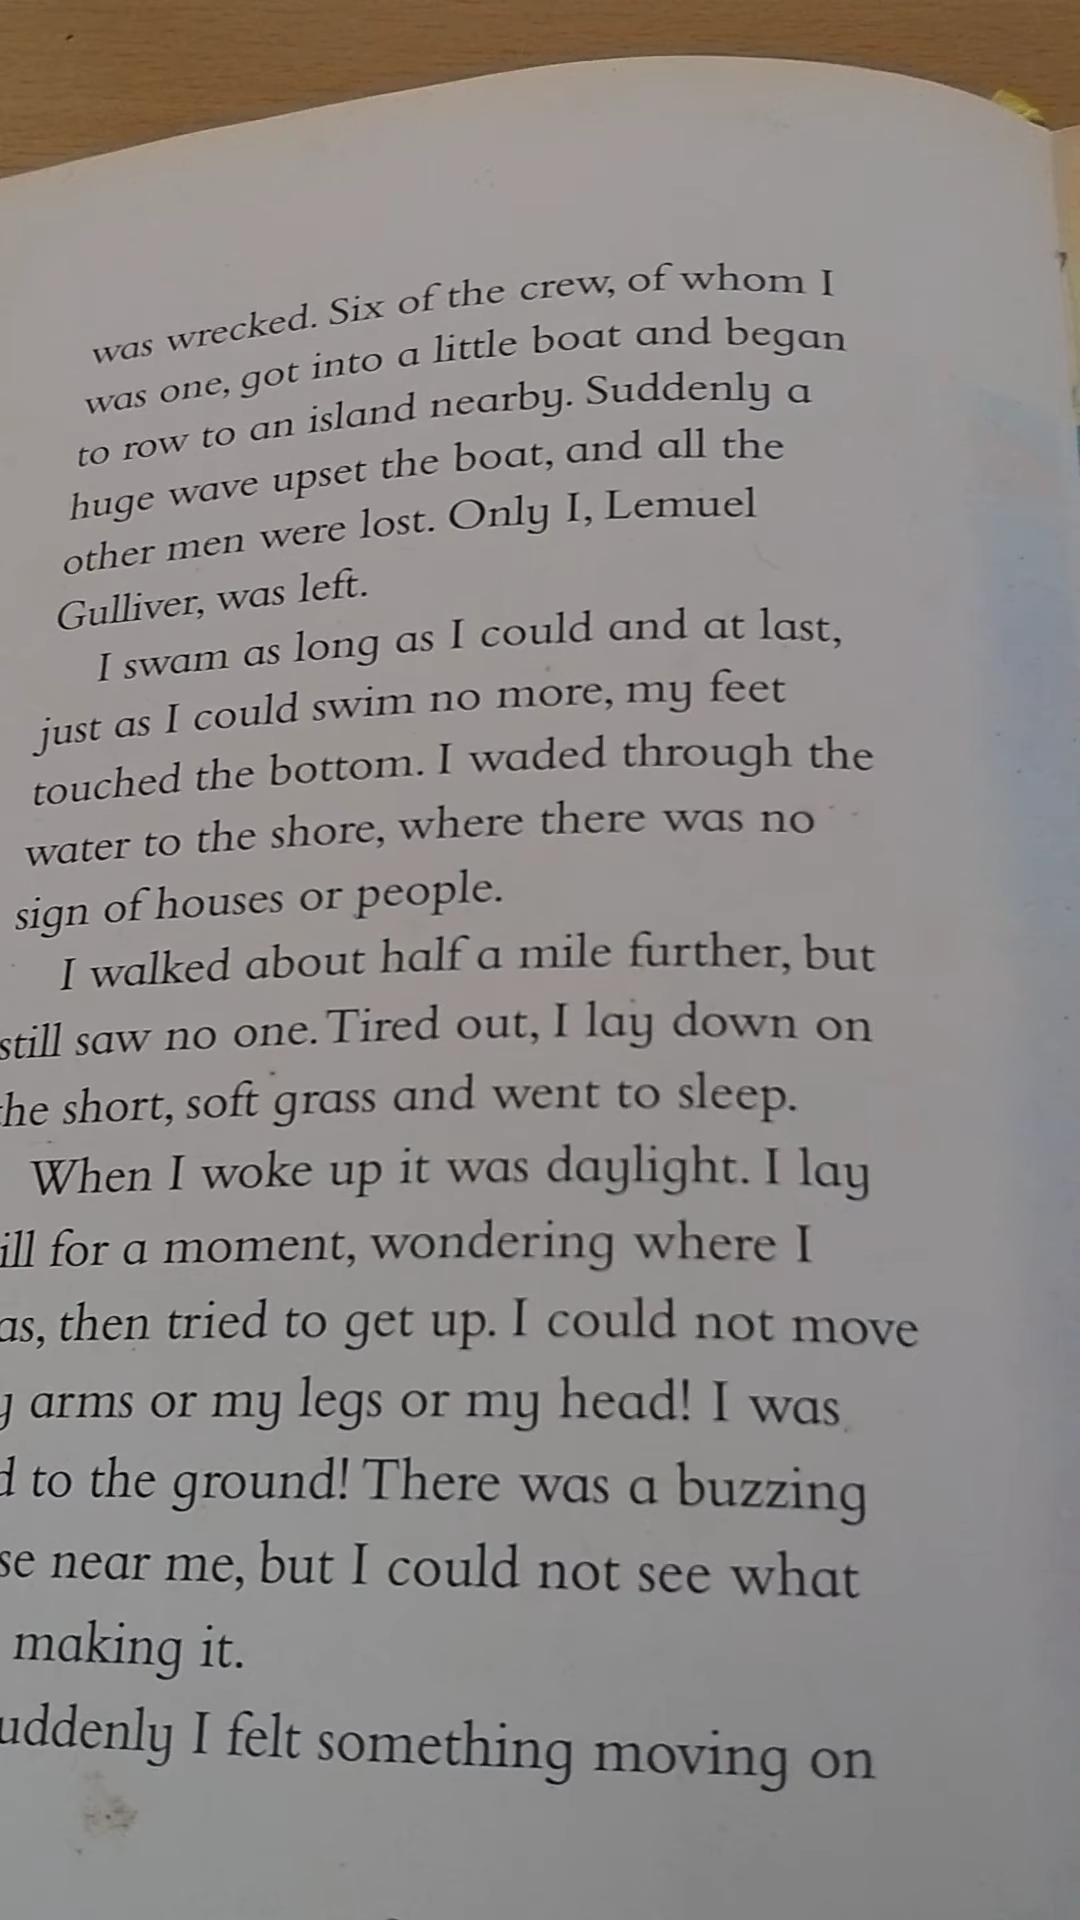 was wrecked. Six of the crew, of whom I
was one, got into a little boat and began
to row to an island nearby. Suddenly a
huge wave upset the boat, and all the
other men were lost. Only I, Lemuel
Gulliver, was left.
I swam as long as I could and at last,
just as I could swim no more, my feet
touched the bottom. I waded through the
water to the shore, where there was no
sign of houses or people.
I walked about half a mile further, but
still saw no one. Tired out, I lay down on
the short, soft grass and went to sleep.
When I woke up it was daylight. I lay
ill for a moment, wondering where I
as, then tried to get up. I could not move
y arms or my legs or my head! I was
d to the ground! There was a buzzing
se near me, but I could not see what
making it.
uddenly I felt something moving on